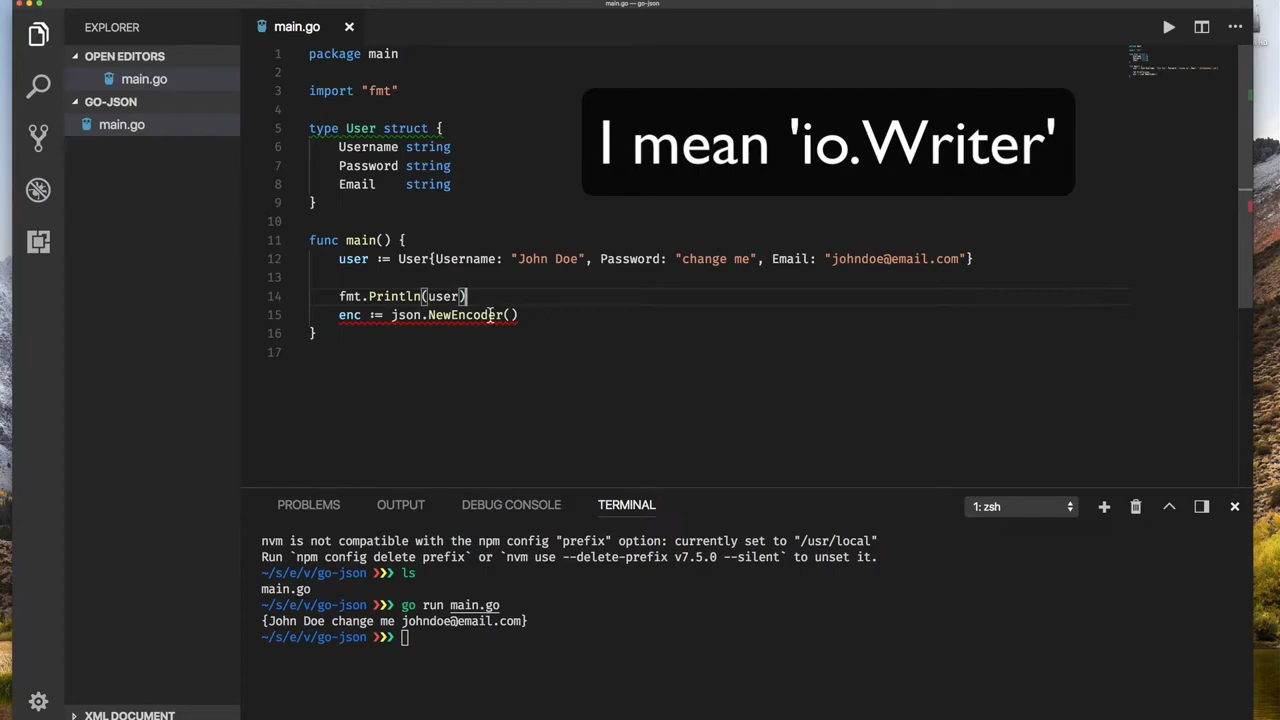 main.go — go-json
EXPLORER
main.go
OPEN EDITORS
main.go
GO-JSON
main.go
1 package main
2
3 import "fmt"
4
5 type User struct {
6 Username string
7 Password string
8 Email string
9 }
10
11 func main() {
12 user := User{Username: "John Doe", Password: "change me", Email: "johndoe@email.com"}
13
14 fmt.Println(user)
15 enc := json.NewEncoder()
16 }
17
I mean 'io.Writer'
PROBLEMS OUTPUT DEBUG CONSOLE TERMINAL 1: zsh
nvm is not compatible with the npm config "prefix" option: currently set to "/usr/local"
Run `npm config delete prefix` or `nvm use --delete-prefix v7.5.0 --silent` to unset it.
~/s/e/v/go-json ❯❯❯ ls
main.go
~/s/e/v/go-json ❯❯❯ go run main.go
{John Doe change me johndoe@email.com}
~/s/e/v/go-json ❯❯❯
XML DOCUMENT